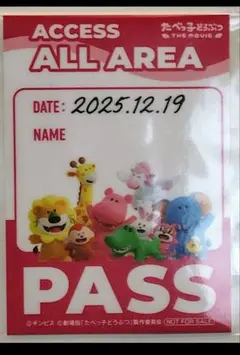 ACCESS
ALL AREA
たべっ子どうぶつ
THE MOVIE
DATE: 2025.12.19
NAME
PASS
©ギンビス ©劇場版「たべっ子どうぶつ」製作委員会 NOT FOR SALE